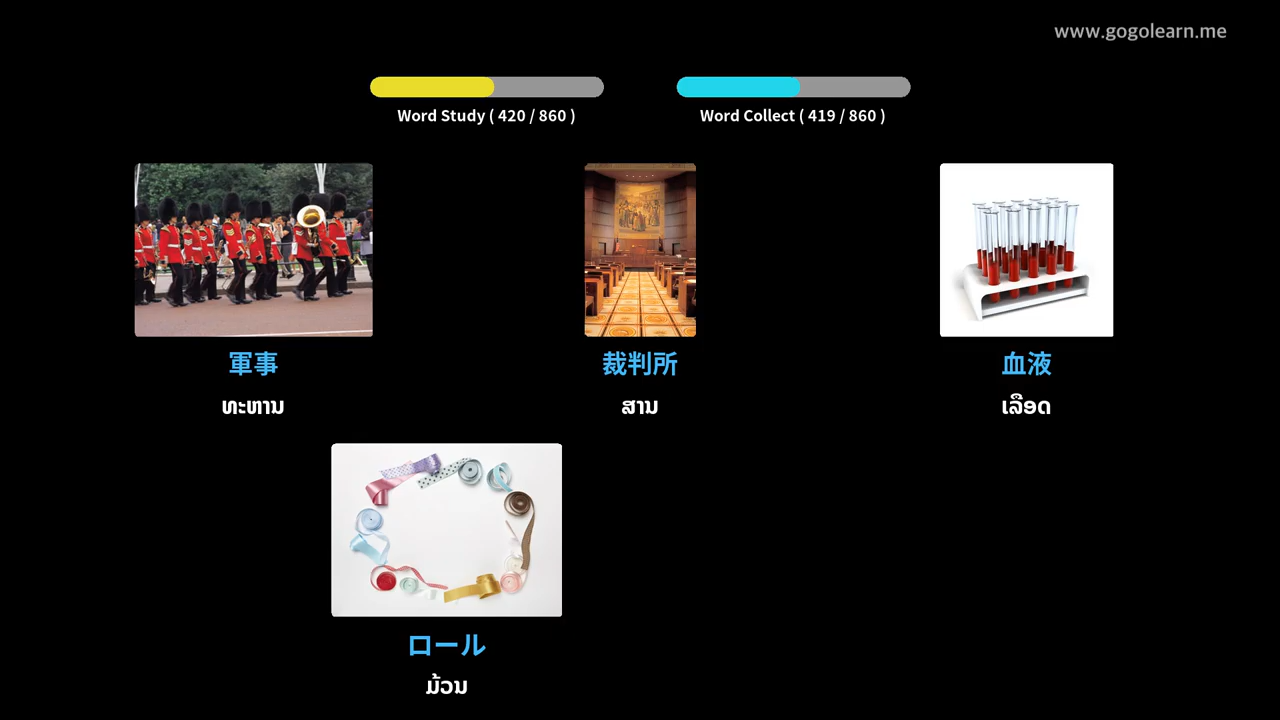 www.gogolearn.me
Word Study ( 420 / 860 )
Word Collect ( 419 / 860 )
軍事
裁判所
血液
ທະຫານ
ສານ
ເລືອດ
ロール
ມ້ວນ